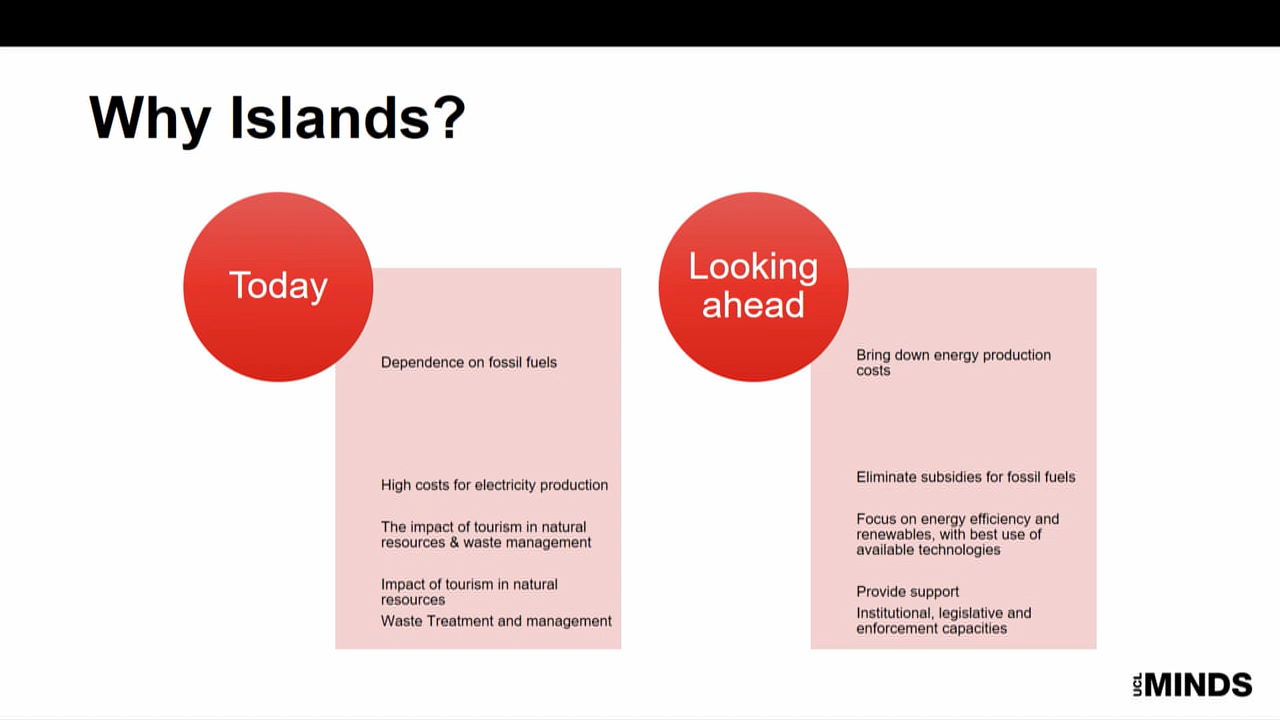 Why Islands?
Today
Dependence on fossil fuels
High costs for electricity production
The impact of tourism in natural
resources & waste management
Impact of tourism in natural
resources
Waste Treatment and management
Looking
ahead
Bring down energy production
costs
Eliminate subsidies for fossil fuels
Focus on energy efficiency and
renewables, with best use of
available technologies
Provide support
Institutional, legislative and
enforcement capacities
UCL MINDS